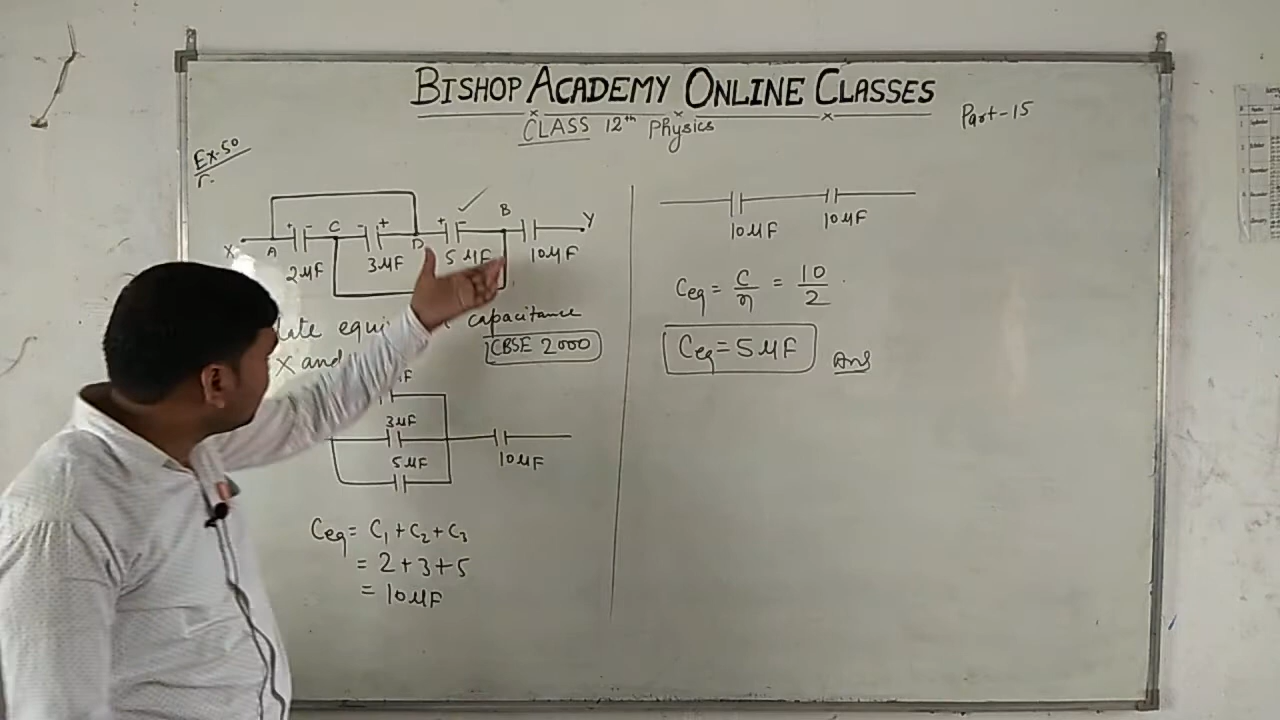 BISHOP ACADEMY ONLINE CLASSES
CLASS 12th Physics
Part-15
Ex.50
X A C D B Y
+ - - + + -
2μF 3μF 5μF 10μF
capacitance
X and
CBSE 2000
3μF
5μF
10μF
Ceq = C1 + C2 + C3
= 2 + 3 + 5
= 10μF
10μF 10μF
Ceq = C/n = 10/2
Ceq = 5μF Ans